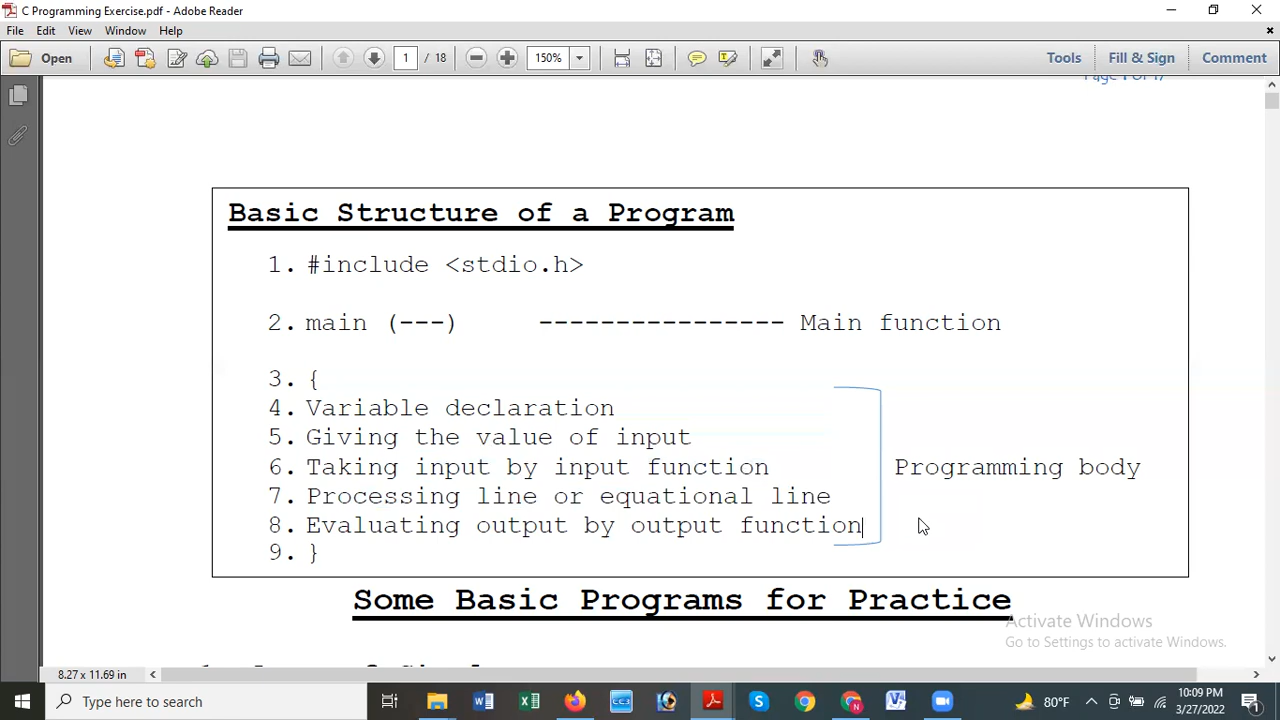 C Programming Exercise.pdf - Adobe Reader
File Edit View Window Help
Open 1 / 18 150% Tools Fill & Sign Comment
Basic Structure of a Program
1. #include <stdio.h>
2. main (---) ---------------- Main function
3. {
4. Variable declaration
5. Giving the value of input
6. Taking input by input function
Programming body
7. Processing line or equational line
8. Evaluating output by output function
9. }
Some Basic Programs for Practice
Activate Windows
Go to Settings to activate Windows.
8.27 x 11.69 in
Type here to search
80°F
10:09 PM
3/27/2022